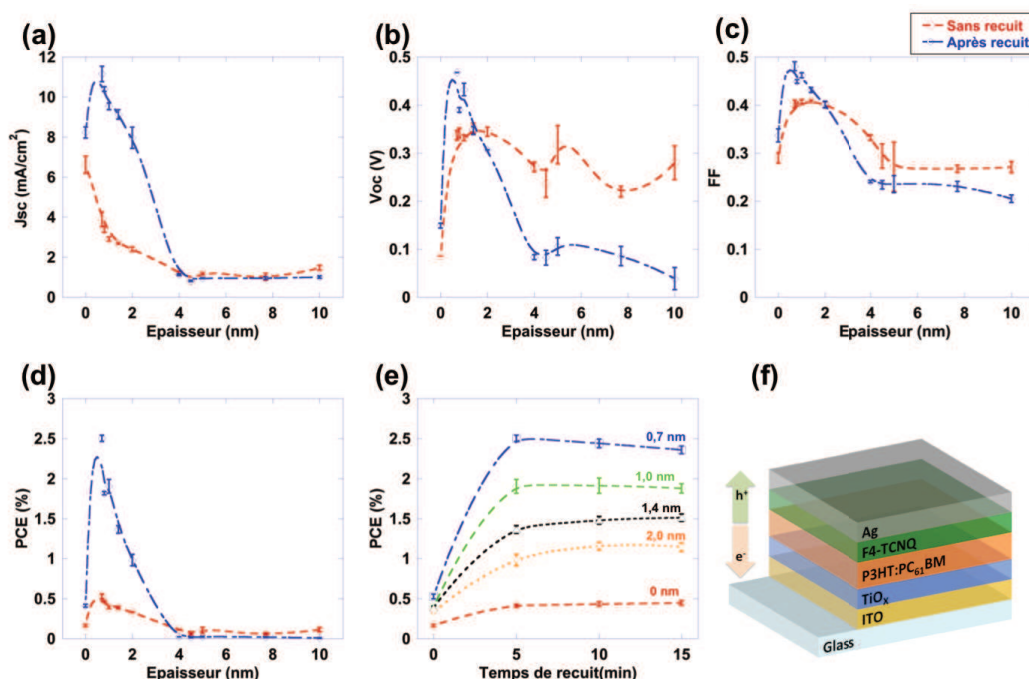 Sans recuit
Après recuit
(a)
12
10
8
6
4
2
0
Jsc (mA/cm²)
0 2 4 6 8 10
Epaisseur (nm)
(b)
0.5
0.4
0.3
0.2
0.1
0
Voc (V)
0 2 4 6 8 10
Epaisseur (nm)
(c)
0.5
0.4
0.3
0.2
0.1
0
FF
0 2 4 6 8 10
Epaisseur (nm)
(d)
3
2.5
2
1.5
1
0.5
0
PCE (%)
0 2 4 6 8 10
Epaisseur (nm)
(e)
3
2.5
2
1.5
1
0.5
0
PCE (%)
0,7 nm
1,0 nm
1,4 nm
2,0 nm
0 nm
0 5 10 15
Temps de recuit(min)
(f)
h⁺
e⁻
Ag
F4-TCNQ
P3HT:PC₆₁BM
TiOₓ
ITO
Glass